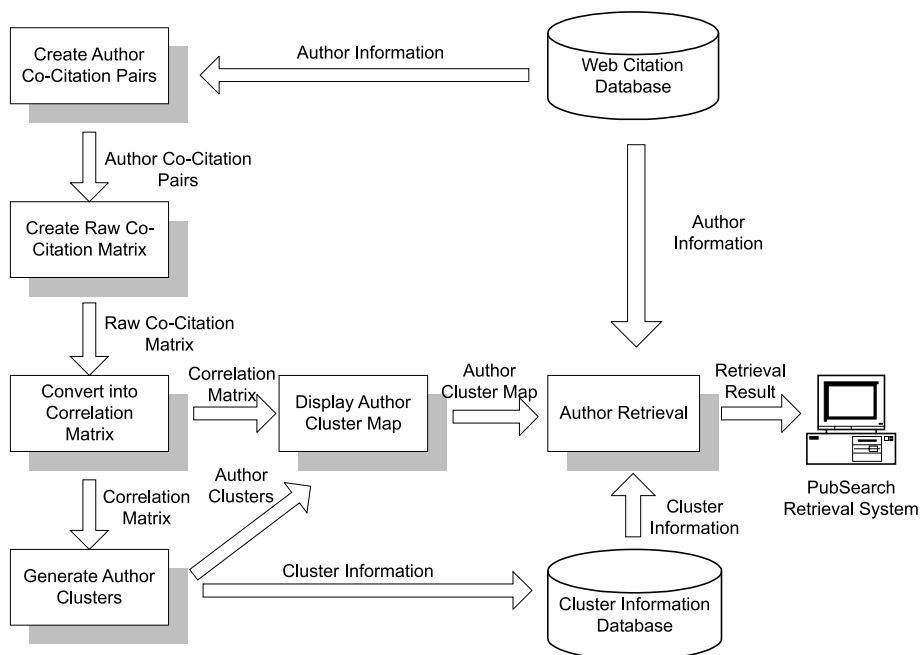 Create Author
Co-Citation Pairs
Author Information
Web Citation
Database
Author Co-Citation
Pairs
Create Raw Co-
Citation Matrix
Author
Information
Raw Co-Citation
Matrix
Convert into
Correlation
Matrix
Correlation
Matrix
Display Author
Cluster Map
Author
Cluster Map
Author Retrieval
Retrieval
Result
PubSearch
Retrieval System
Correlation
Matrix
Author
Clusters
Cluster
Information
Generate Author
Clusters
Cluster Information
Cluster Information
Database